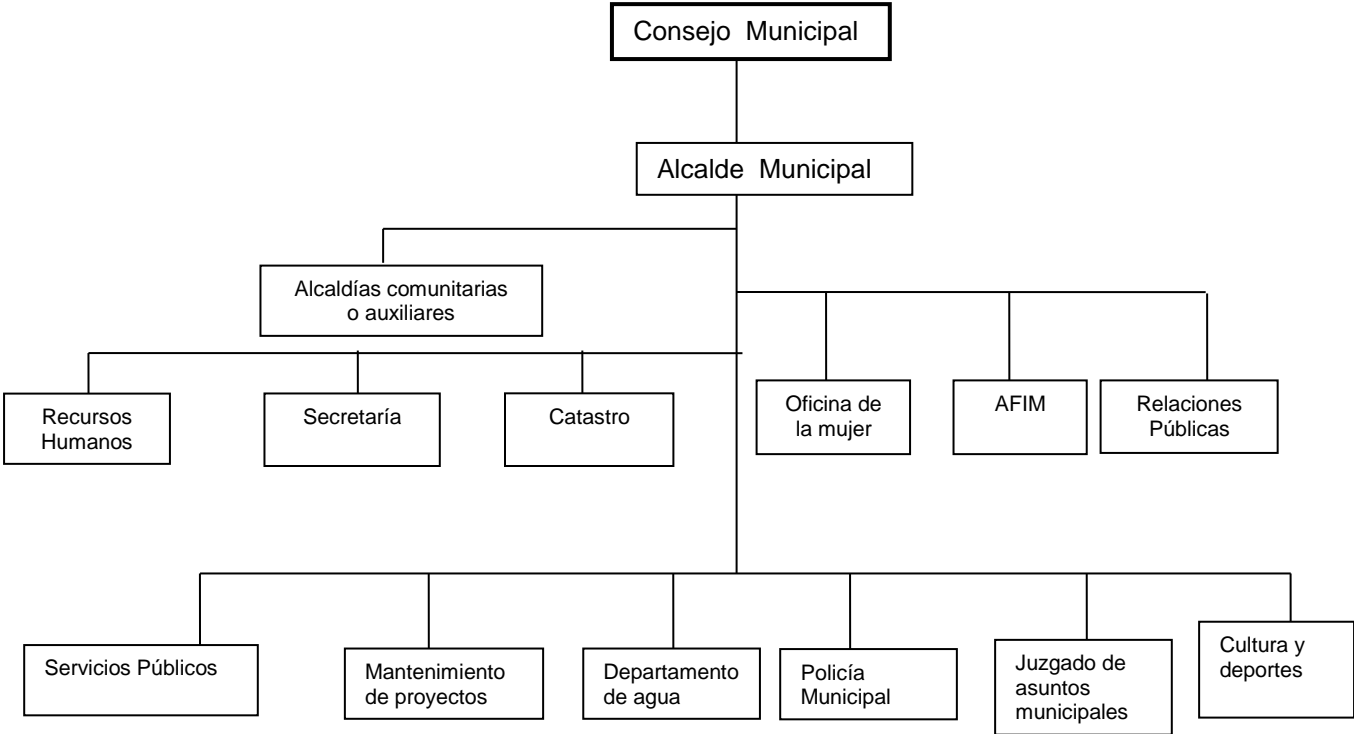 Consejo Municipal
Alcalde Municipal
Alcaldías comunitarias
o auxiliares
Recursos
Humanos
Secretaría
Catastro
Oficina de
la mujer
AFIM
Relaciones
Públicas
Servicios Públicos
Mantenimiento
de proyectos
Departamento
de agua
Policía
Municipal
Juzgado de
asuntos
municipales
Cultura y
deportes